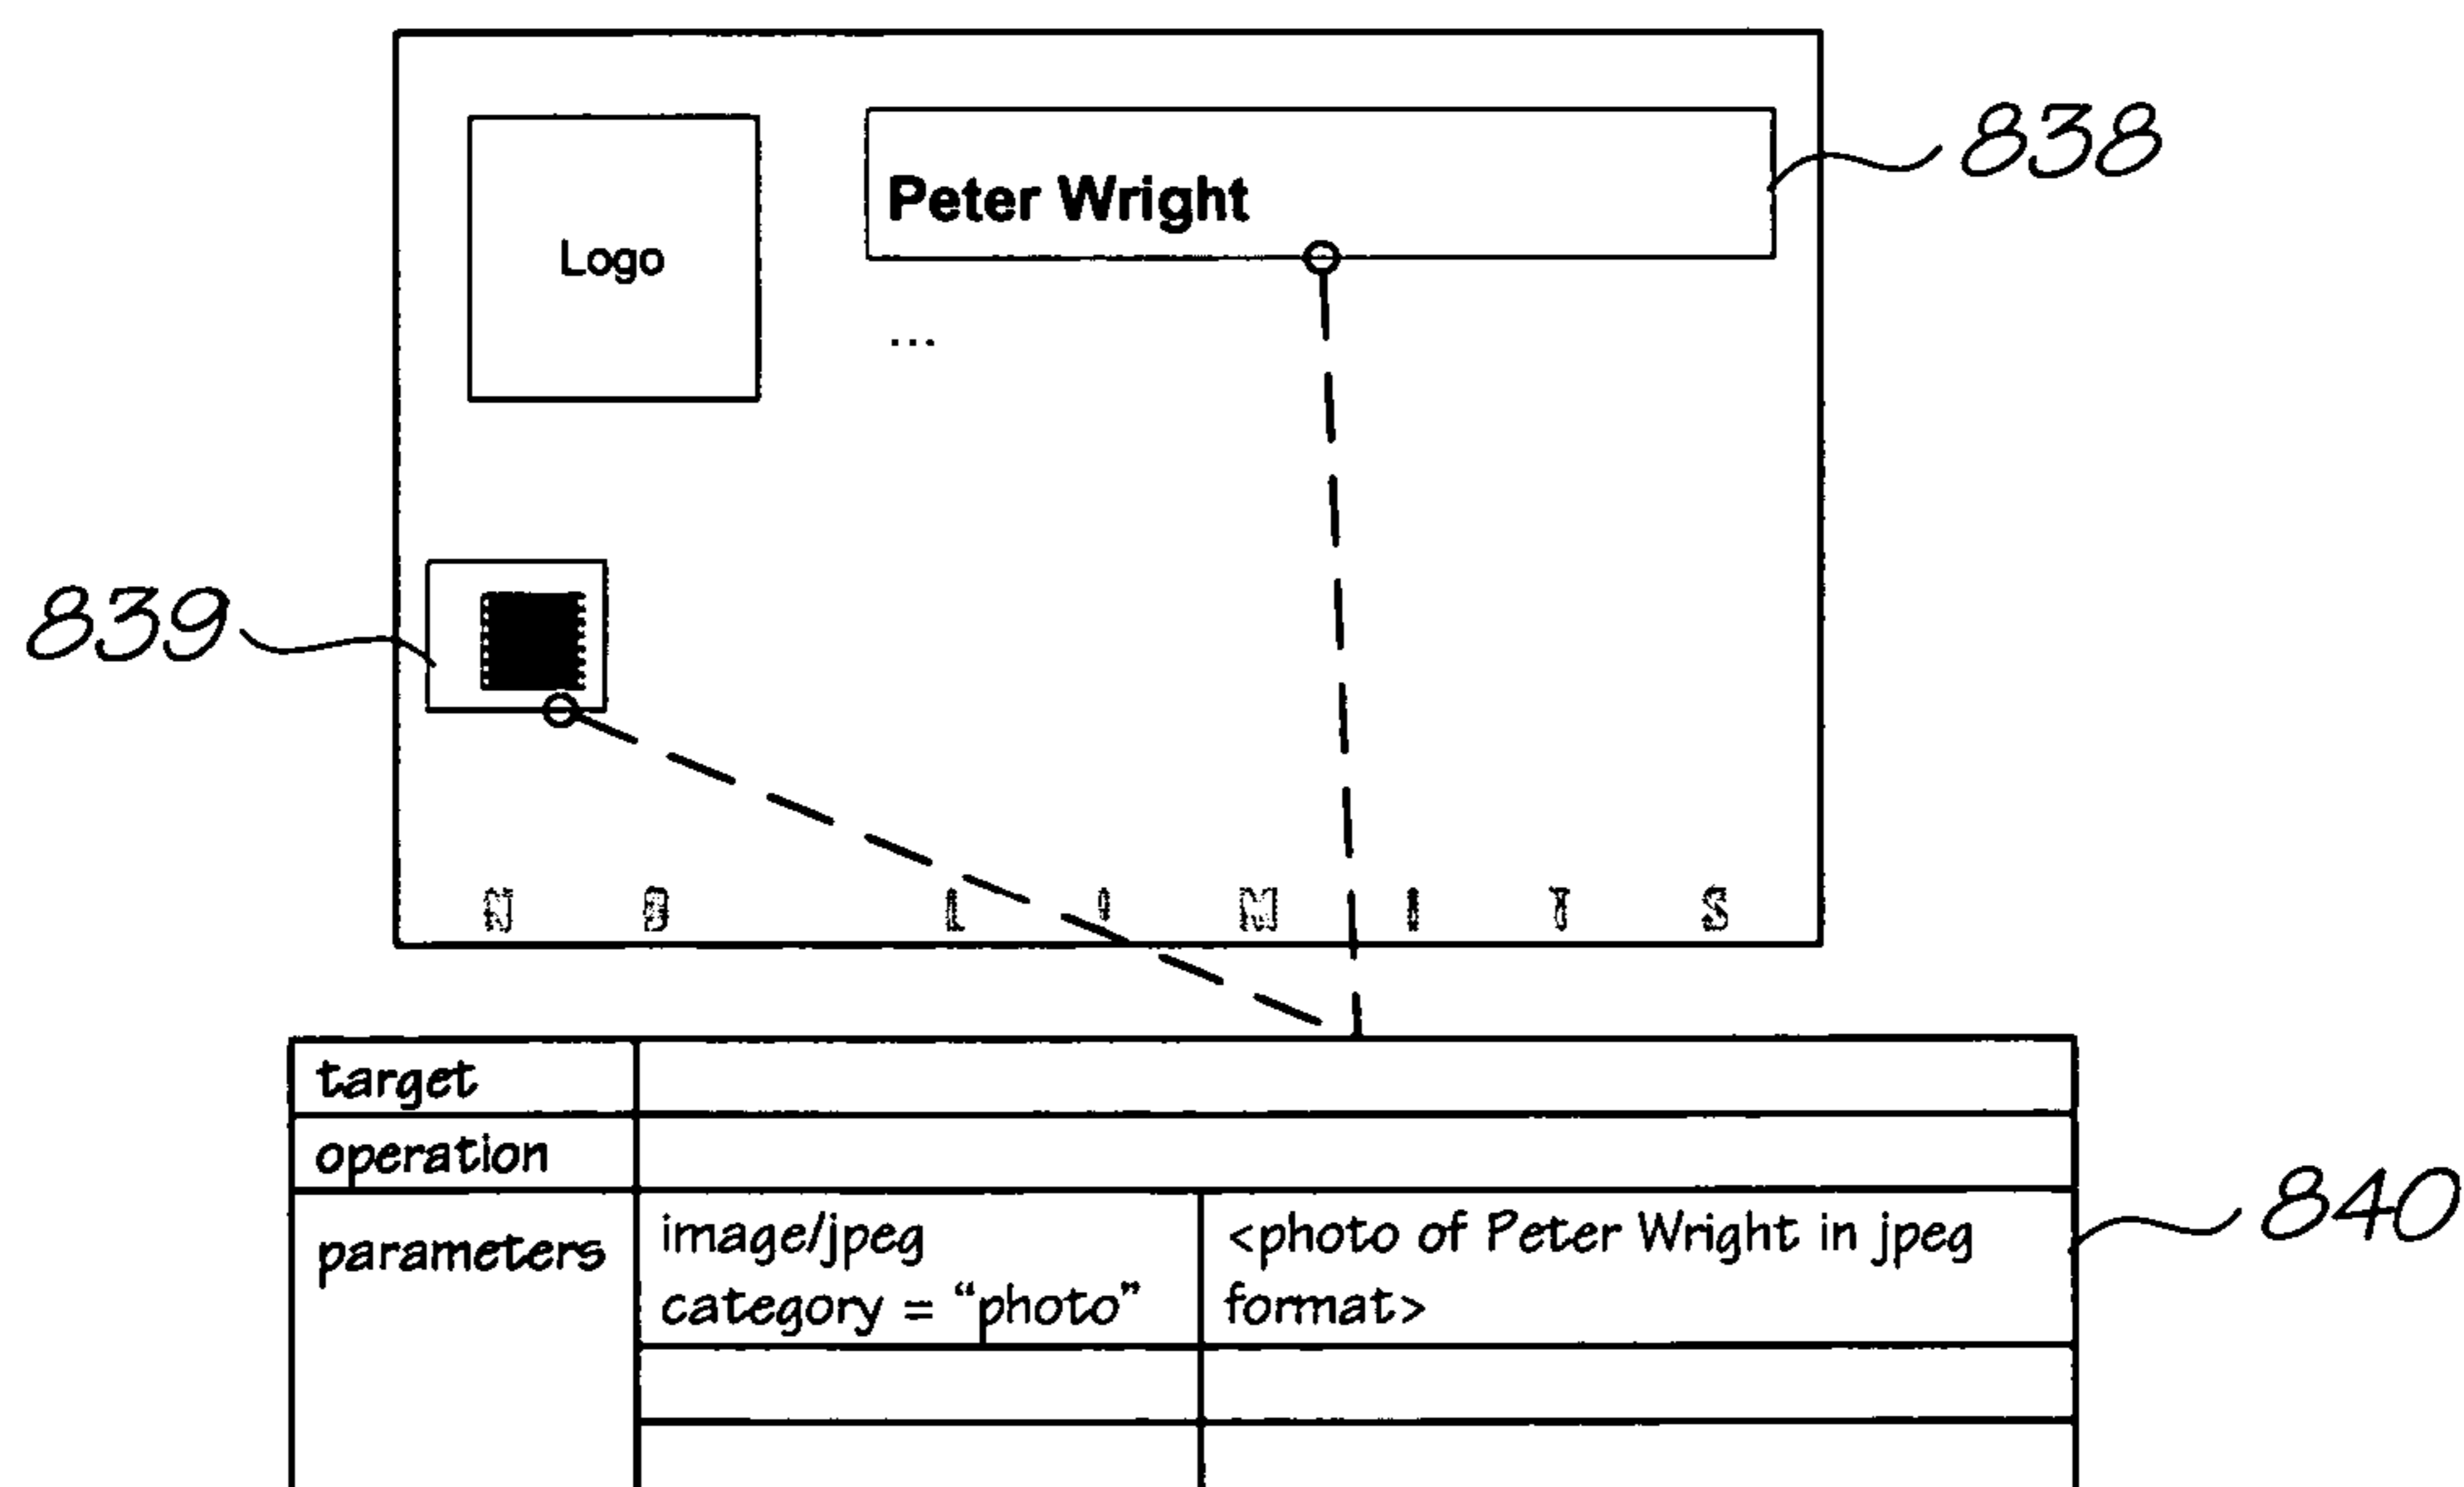 838
Peter Wright
Logo
...
839
N O L I M I T S
target
operation
840
parameters
image/jpeg
category = “photo”
<photo of Peter Wright in jpeg
format>